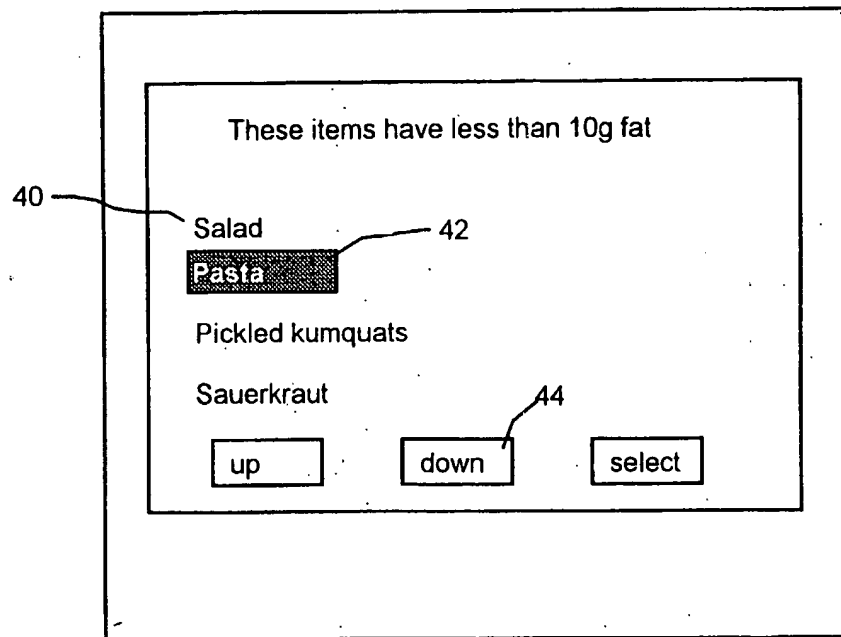 These items have less than 10g fat
40
Salad
42
Pasta
Pickled kumquats
Sauerkraut
44
up down select